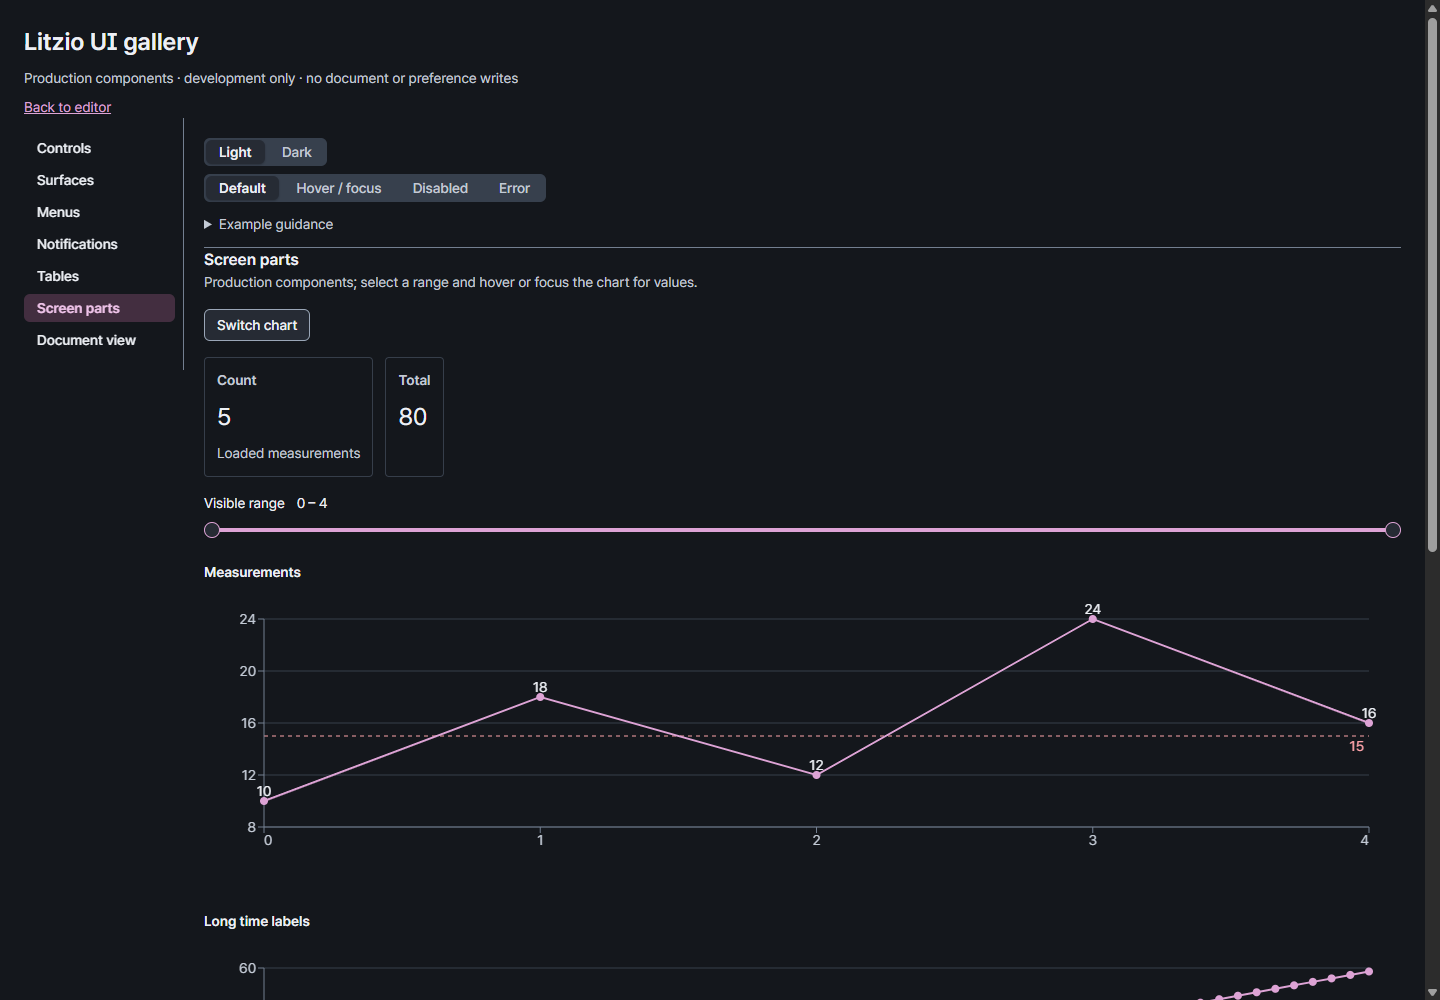 Litzio UI gallery
Production components · development only · no document or preference writes
Back to editor
Controls
Surfaces
Menus
Notifications
Tables
Screen parts
Document view
Light Dark
Default Hover / focus Disabled Error
Example guidance
Screen parts
Production components; select a range and hover or focus the chart for values.
Switch chart
Count
5
Loaded measurements
Total
80
Visible range 0 – 4
Measurements
24
20
16
12
8
10
18
12
24
16
15
0 1 2 3 4
Long time labels
60